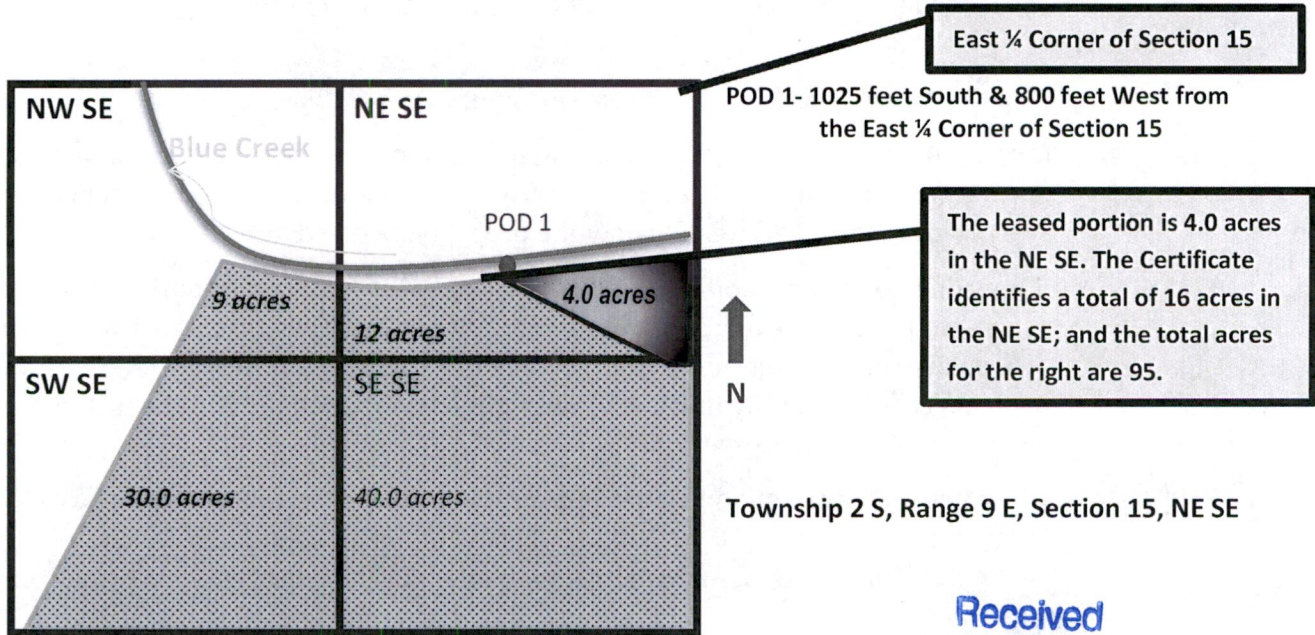 East ¼ Corner of Section 15
NW SE
NE SE
POD 1- 1025 feet South & 800 feet West from
the East ¼ Corner of Section 15
Blue Creek
POD 1
The leased portion is 4.0 acres
in the NE SE. The Certificate
identifies a total of 16 acres in
the NE SE; and the total acres
for the right are 95.
9 acres
4.0 acres
12 acres
SW SE
SE SE
N
30.0 acres
40.0 acres
Township 2 S, Range 9 E, Section 15, NE SE
Received